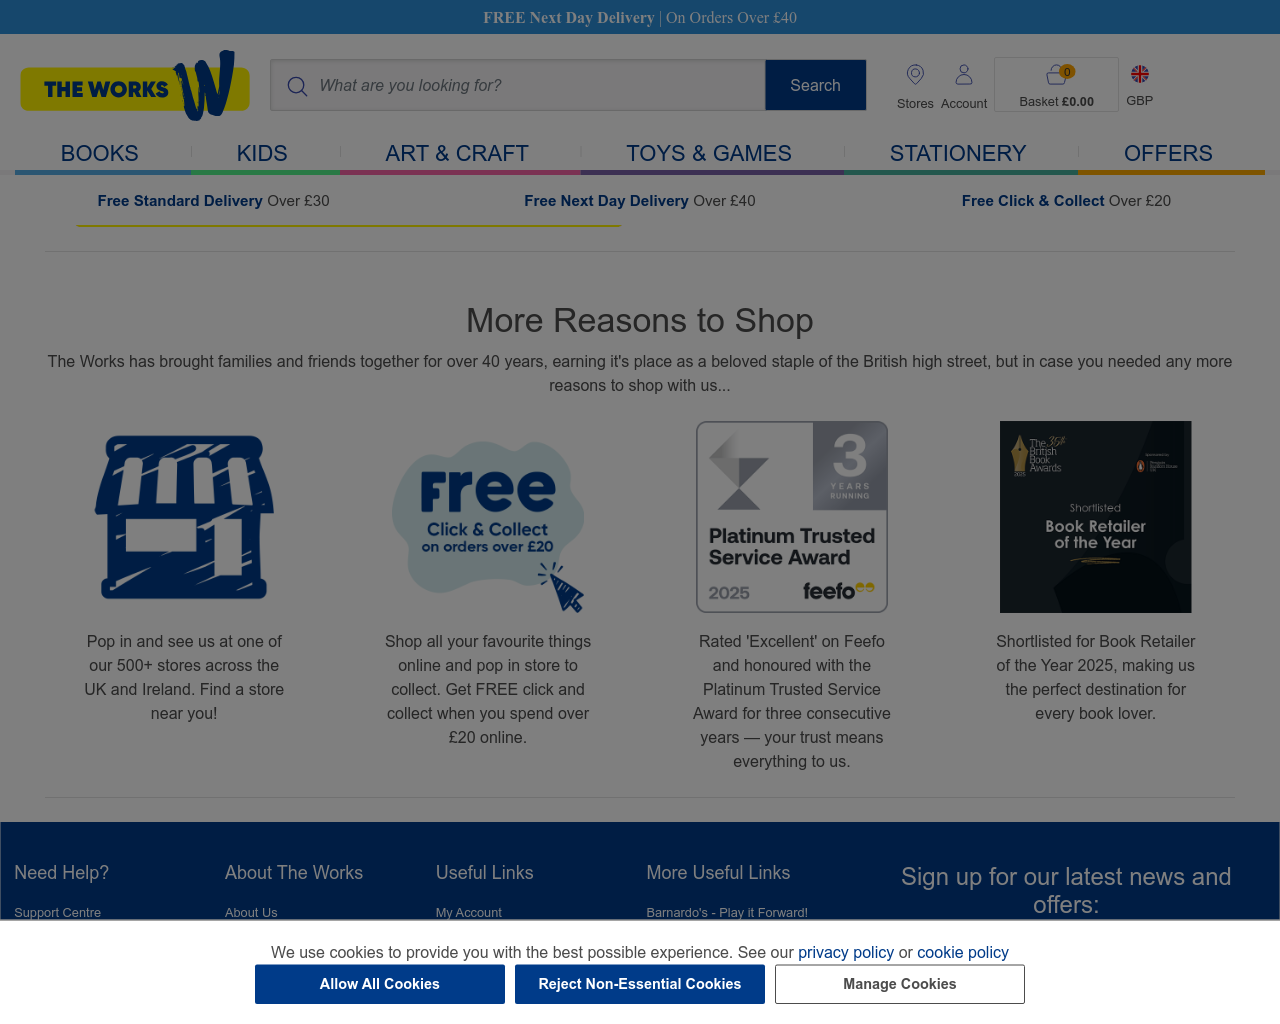 FREE Next Day Delivery | On Orders Over £40
THE WORKS W
What are you looking for?
Search
Stores
Account
0
Basket £0.00
GBP
BOOKS
KIDS
ART & CRAFT
TOYS & GAMES
STATIONERY
OFFERS
Free Standard Delivery Over £30
Free Next Day Delivery Over £40
Free Click & Collect Over £20
More Reasons to Shop
The Works has brought families and friends together for over 40 years, earning it's place as a beloved staple of the British high street, but in case you needed any more
reasons to shop with us...
Free
Click & Collect
on orders over £20
3
YEARS
RUNNING
Platinum Trusted
Service Award
2025
feefo
The 35th
British
Book
Awards
2025
Shortlisted
Book Retailer
of the Year
Pop in and see us at one of
our 500+ stores across the
UK and Ireland. Find a store
near you!
Shop all your favourite things
online and pop in store to
collect. Get FREE click and
collect when you spend over
£20 online.
Rated 'Excellent' on Feefo
and honoured with the
Platinum Trusted Service
Award for three consecutive
years — your trust means
everything to us.
Shortlisted for Book Retailer
of the Year 2025, making us
the perfect destination for
every book lover.
Need Help?
Support Centre
About The Works
About Us
Useful Links
My Account
More Useful Links
Barnardo's - Play it Forward!
Sign up for our latest news and
offers:
We use cookies to provide you with the best possible experience. See our privacy policy or cookie policy
Allow All Cookies
Reject Non-Essential Cookies
Manage Cookies